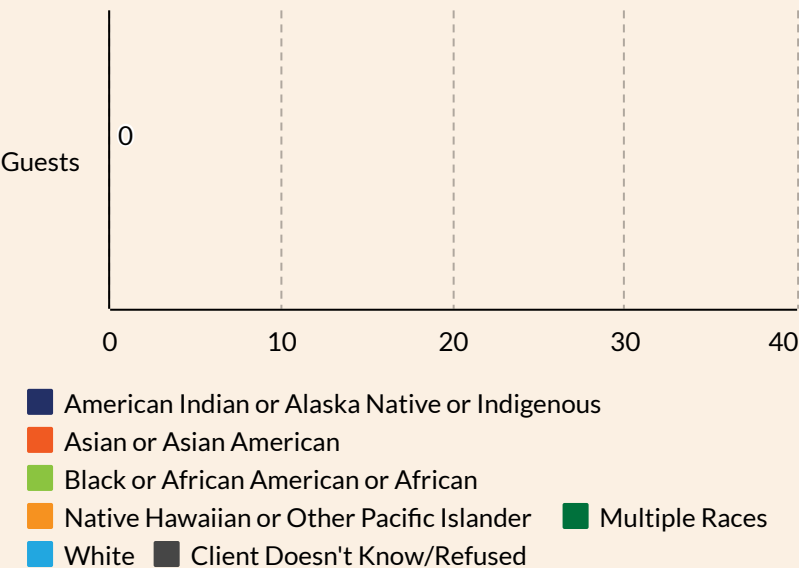 0
Guests
0 10 20 30 40
American Indian or Alaska Native or Indigenous
Asian or Asian American
Black or African American or African
Native Hawaiian or Other Pacific Islander Multiple Races
White Client Doesn't Know/Refused